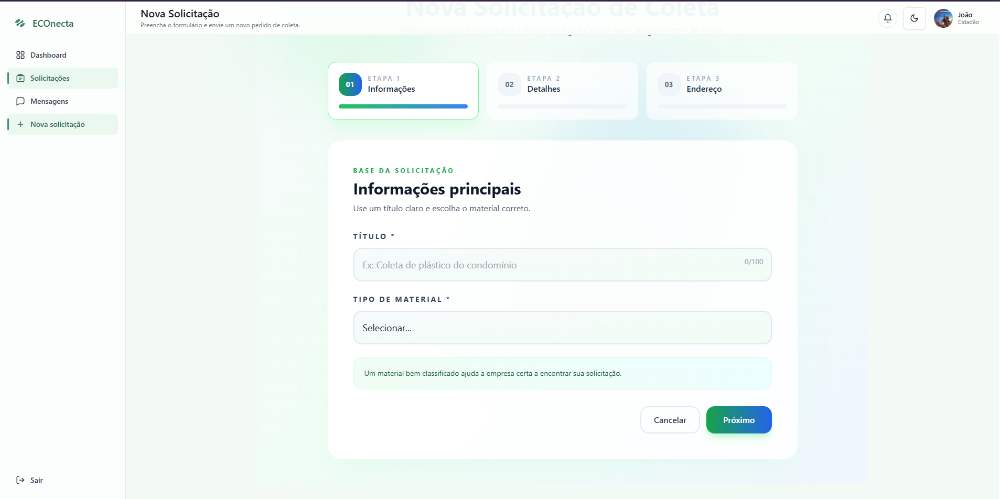 ECOnecta
Dashboard
Solicitações
Mensagens
Nova solicitação
Sair
Nova Solicitação
Preencha o formulário e envie um novo pedido de coleta.
Nova Solicitação de Coleta
Preencha os dados do material e monte uma galeria com até 5 imagens antes de enviar.
João
Cidadão
01
ETAPA 1
Informações
02
ETAPA 2
Detalhes
03
ETAPA 3
Endereço
BASE DA SOLICITAÇÃO
Informações principais
Use um título claro e escolha o material correto.
TÍTULO *
Ex: Coleta de plástico do condomínio
0/100
TIPO DE MATERIAL *
Selecionar...
Um material bem classificado ajuda a empresa certa a encontrar sua solicitação.
Cancelar
Próximo